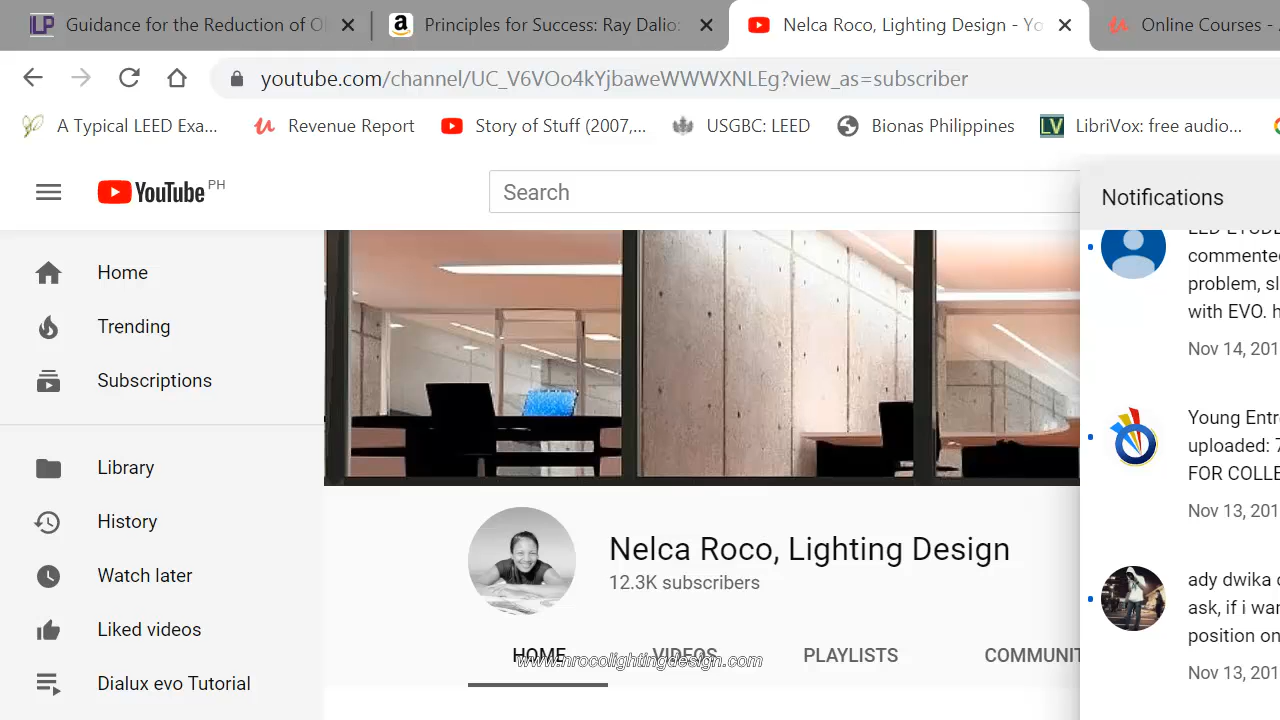 Guidance for the Reduction of
Principles for Success: Ray Dalio:
Nelca Roco, Lighting Design - Yo
Online Courses -
youtube.com/channel/UC_V6VOo4kYjbaweWWWXNLEg?view_as=subscriber
A Typical LEED Exa...
Revenue Report
Story of Stuff (2007,...
USGBC: LEED
Bionas Philippines
LibriVox: free audio...
YouTube PH
Search
Notifications
Home
Trending
Subscriptions
Library
History
Watch later
Liked videos
Dialux evo Tutorial
Nelca Roco, Lighting Design
12.3K subscribers
HOME
VIDEOS
PLAYLISTS
COMMUNIT
www.nrocolightingdesign.com
commented
problem, sl
with EVO. h
Nov 14, 201
Young Entr
uploaded: 7
FOR COLLE
Nov 13, 201
ady dwika
ask, if i wan
position on
Nov 13, 201